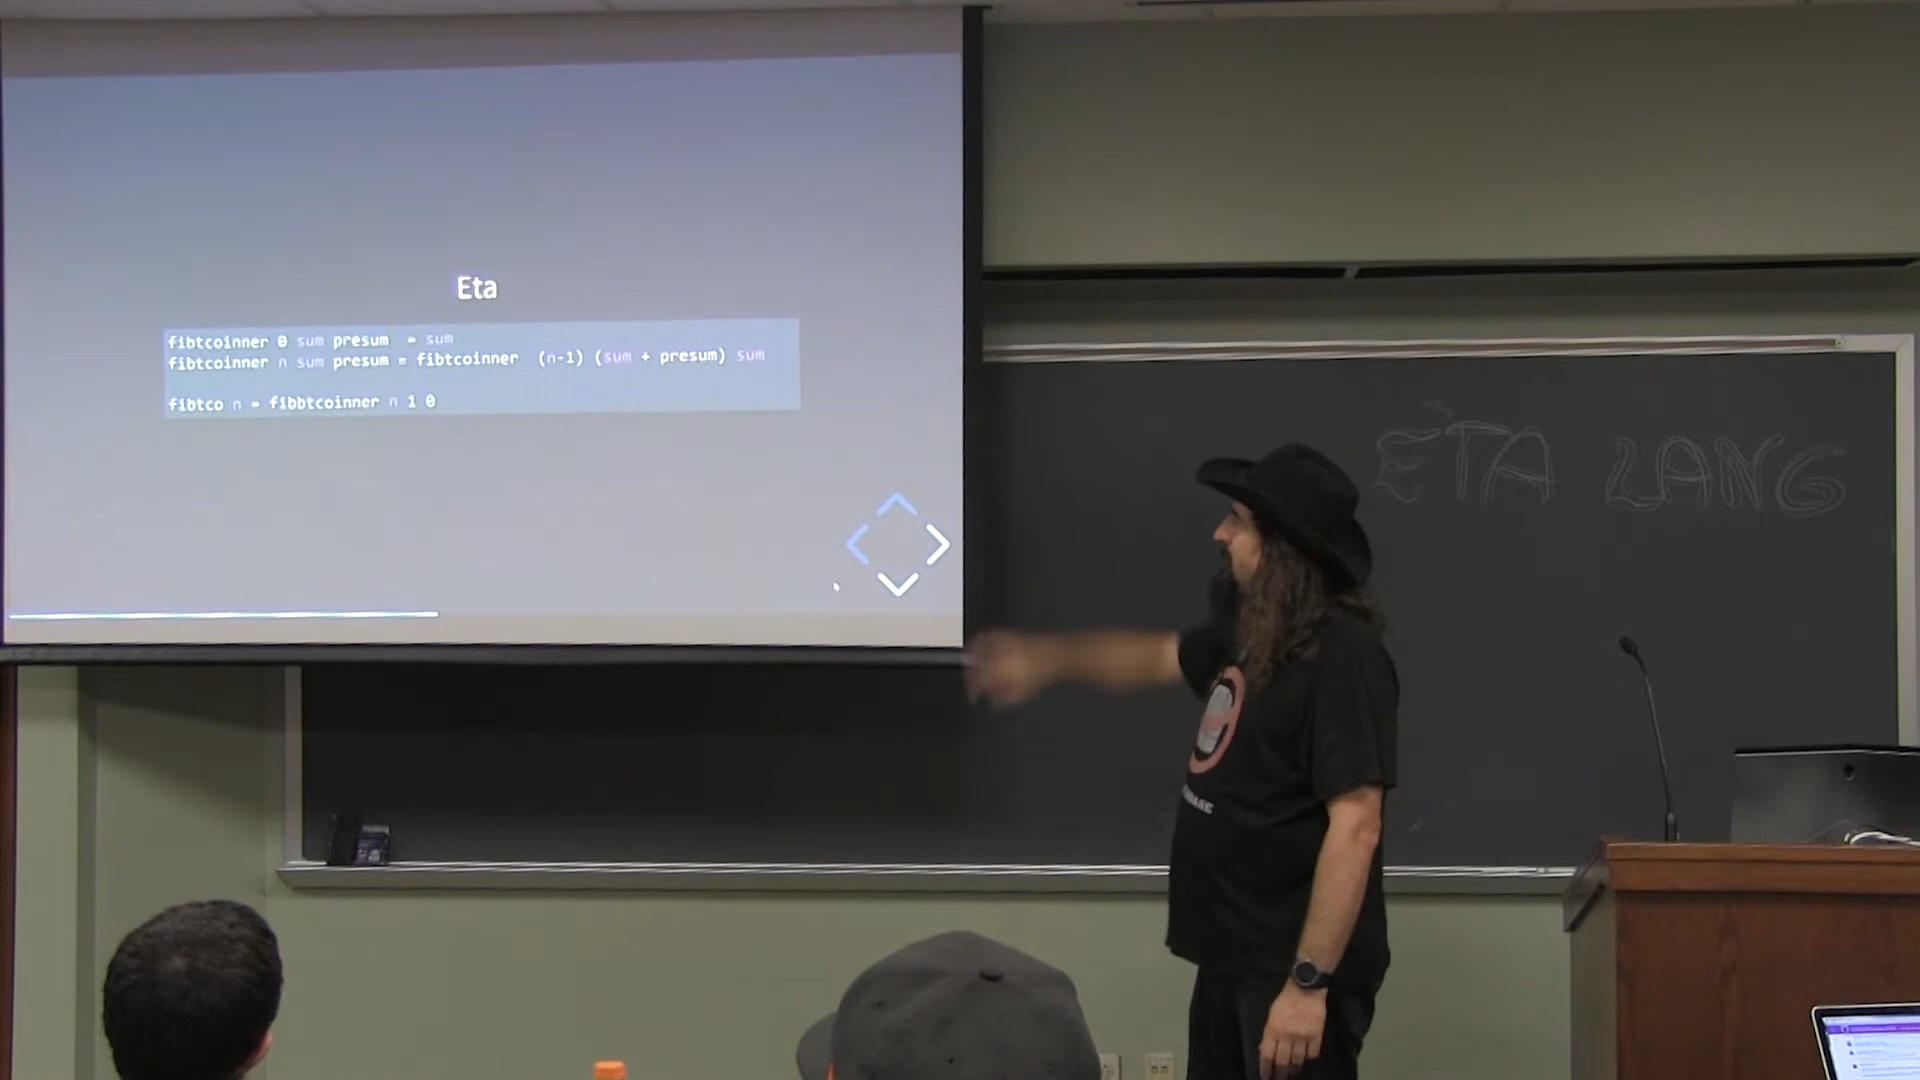 Eta
fibtcoinner 0 sum presum = sum
fibtcoinner n sum presum = fibtcoinner (n-1) (sum + presum) sum
fibtco n = fibbtcoinner n 1 0
ETA LANG